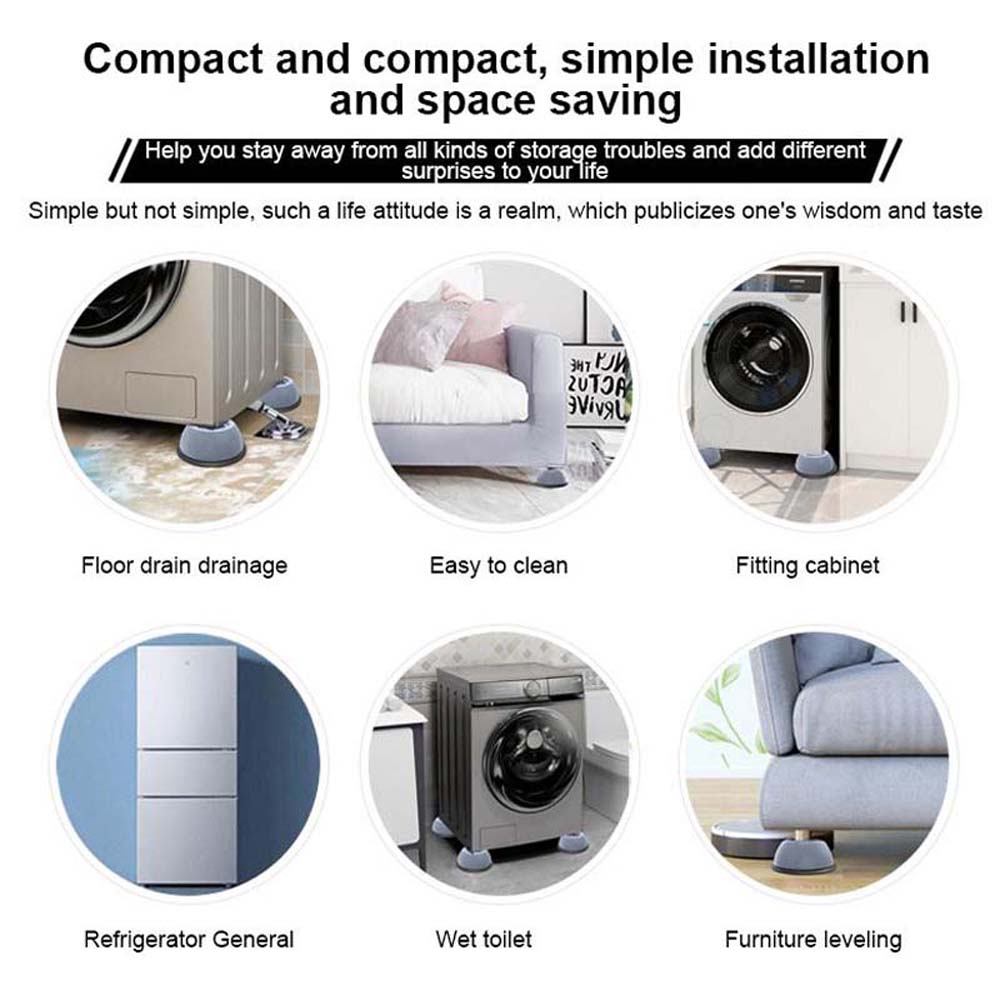 Compact and compact, simple installation
and space saving
Help you stay away from all kinds of storage troubles and add different
surprises to your life
Simple but not simple, such a life attitude is a realm, which publicizes one's wisdom and taste
Floor drain drainage
Easy to clean
Fitting cabinet
Refrigerator General
Wet toilet
Furniture leveling